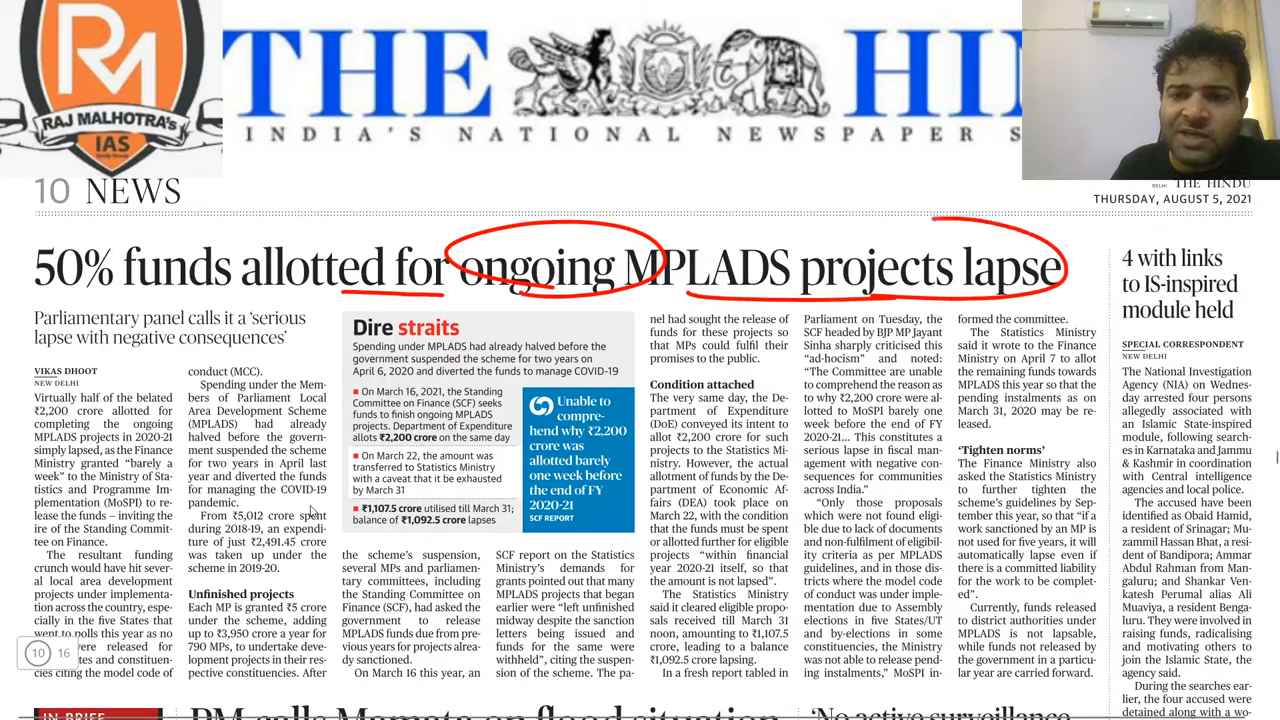 RM
RAJ MALHOTRA'S
IAS
THE HI
INDIA'S NATIONAL NEWSPAPER S
10 NEWS
DELHI THE HINDU
THURSDAY, AUGUST 5, 2021
50% funds allotted for ongoing MPLADS projects lapse
Parliamentary panel calls it a ‘serious
lapse with negative consequences’
VIKAS DHOOT
NEW DELHI
Virtually half of the belated
₹2,200 crore allotted for
completing the ongoing
MPLADS projects in 2020-21
simply lapsed, as the Finance
Ministry granted “barely a
week” to the Ministry of Sta-
tistics and Programme Im-
plementation (MoSPI) to re-
lease the funds – inviting the
ire of the Standing Commit-
tee on Finance.
The resultant funding
crunch would have hit sever-
al local area development
projects under implementa-
tion across the country, espe-
cially in the five States that
went to polls this year as no
were released for
tes and constituen-
cies citing the model code of
10 16
conduct (MCC).
Spending under the Mem-
bers of Parliament Local
Area Development Scheme
(MPLADS) had already
halved before the govern-
ment suspended the scheme
for two years in April last
year and diverted the funds
for managing the COVID-19
pandemic.
From ₹5,012 crore spent
during 2018-19, an expendi-
ture of just ₹2,491.45 crore
was taken up under the
scheme in 2019-20.
Unfinished projects
Each MP is granted ₹5 crore
under the scheme, adding
up to ₹3,950 crore a year for
790 MPs, to undertake deve-
lopment projects in their res-
pective constituencies. After
Dire straits
Spending under MPLADS had already halved before the
government suspended the scheme for two years on
April 6, 2020 and diverted the funds to manage COVID-19
■ On March 16, 2021, the Standing
Committee on Finance (SCF) seeks
funds to finish ongoing MPLADS
projects. Department of Expenditure
allots ₹2,200 crore on the same day
■ On March 22, the amount was
transferred to Statistics Ministry
with a caveat that it be exhausted
by March 31
■ ₹1,107.5 crore utilised till March 31;
balance of ₹1,092.5 crore lapses
Unable to
compre-
hend why ₹2,200
crore was
allotted barely
one week before
the end of FY
2020-21
SCF REPORT
the scheme’s suspension,
several MPs and parliamen-
tary committees, including
the Standing Committee on
Finance (SCF), had asked the
government to release
MPLADS funds due from pre-
vious years for projects alrea-
dy sanctioned.
On March 16 this year, an
SCF report on the Statistics
Ministry’s demands for
grants pointed out that many
MPLADS projects that began
earlier were “left unfinished
midway despite the sanction
letters being issued and
funds for the same were
withheld”, citing the suspen-
sion of the scheme. The pa-
nel had sought the release of
funds for these projects so
that MPs could fulfil their
promises to the public.
Condition attached
The very same day, the De-
partment of Expenditure
(DoE) conveyed its intent to
allot ₹2,200 crore for such
projects to the Statistics Mi-
nistry. However, the actual
allotment of funds by the De-
partment of Economic Af-
fairs (DEA) took place on
March 22, with the condition
that the funds must be spent
or allotted further for eligible
projects “within financial
year 2020-21 itself, so that
the amount is not lapsed”.
The Statistics Ministry
said it cleared eligible propo-
sals received till March 31
noon, amounting to ₹1,107.5
crore, leading to a balance
₹1,092.5 crore lapsing.
In a fresh report tabled in
Parliament on Tuesday, the
SCF headed by BJP MP Jayant
Sinha sharply criticised this
“ad-hocism” and noted:
“The Committee are unable
to comprehend the reason as
to why ₹2,200 crore were al-
lotted to MoSPI barely one
week before the end of FY
2020-21... This constitutes a
serious lapse in fiscal man-
agement with negative con-
sequences for communities
across India.”
“Only those proposals
which were not found eligi-
ble due to lack of documents
and non-fulfilment of eligibil-
ity criteria as per MPLADS
guidelines, and in those dis-
tricts where the model code
of conduct was under imple-
mentation due to Assembly
elections in five States/UT
and by-elections in some
constituencies, the Ministry
was not able to release pend-
ing instalments,” MoSPI in-
formed the committee.
The Statistics Ministry
said it wrote to the Finance
Ministry on April 7 to allot
the remaining funds towards
MPLADS this year so that the
pending instalments as on
March 31, 2020 may be re-
leased.
‘Tighten norms’
The Finance Ministry also
asked the Statistics Ministry
to further tighten the
scheme’s guidelines by Sep-
tember this year, so that “if a
work sanctioned by an MP is
not used for five years, it will
automatically lapse even if
there is a committed liability
for the work to be complet-
ed”.
Currently, funds released
to district authorities under
MPLADS is not lapsable,
while funds not released by
the government in a particu-
lar year are carried forward.
4 with links
to IS-inspired
module held
SPECIAL CORRESPONDENT
NEW DELHI
The National Investigation
Agency (NIA) on Wednes-
day arrested four persons
allegedly associated with
an Islamic State-inspired
module, following search-
es in Karnataka and Jammu
& Kashmir in coordination
with Central intelligence
agencies and local police.
The accused have been
identified as Obaid Hamid,
a resident of Srinagar; Mu-
zammil Hassan Bhat, a resi-
dent of Bandipora; Ammar
Abdul Rahman from Man-
galuru; and Shankar Ven-
katesh Perumal alias Ali
Muaviya, a resident Benga-
luru. They were involved in
raising funds, radicalising
and motivating others to
join the Islamic State, the
agency said.
During the searches ear-
lier, the four accused were
detained along with a wo-
IN BRIEF
PM calls Mamata on flood situation
‘No active surveillance